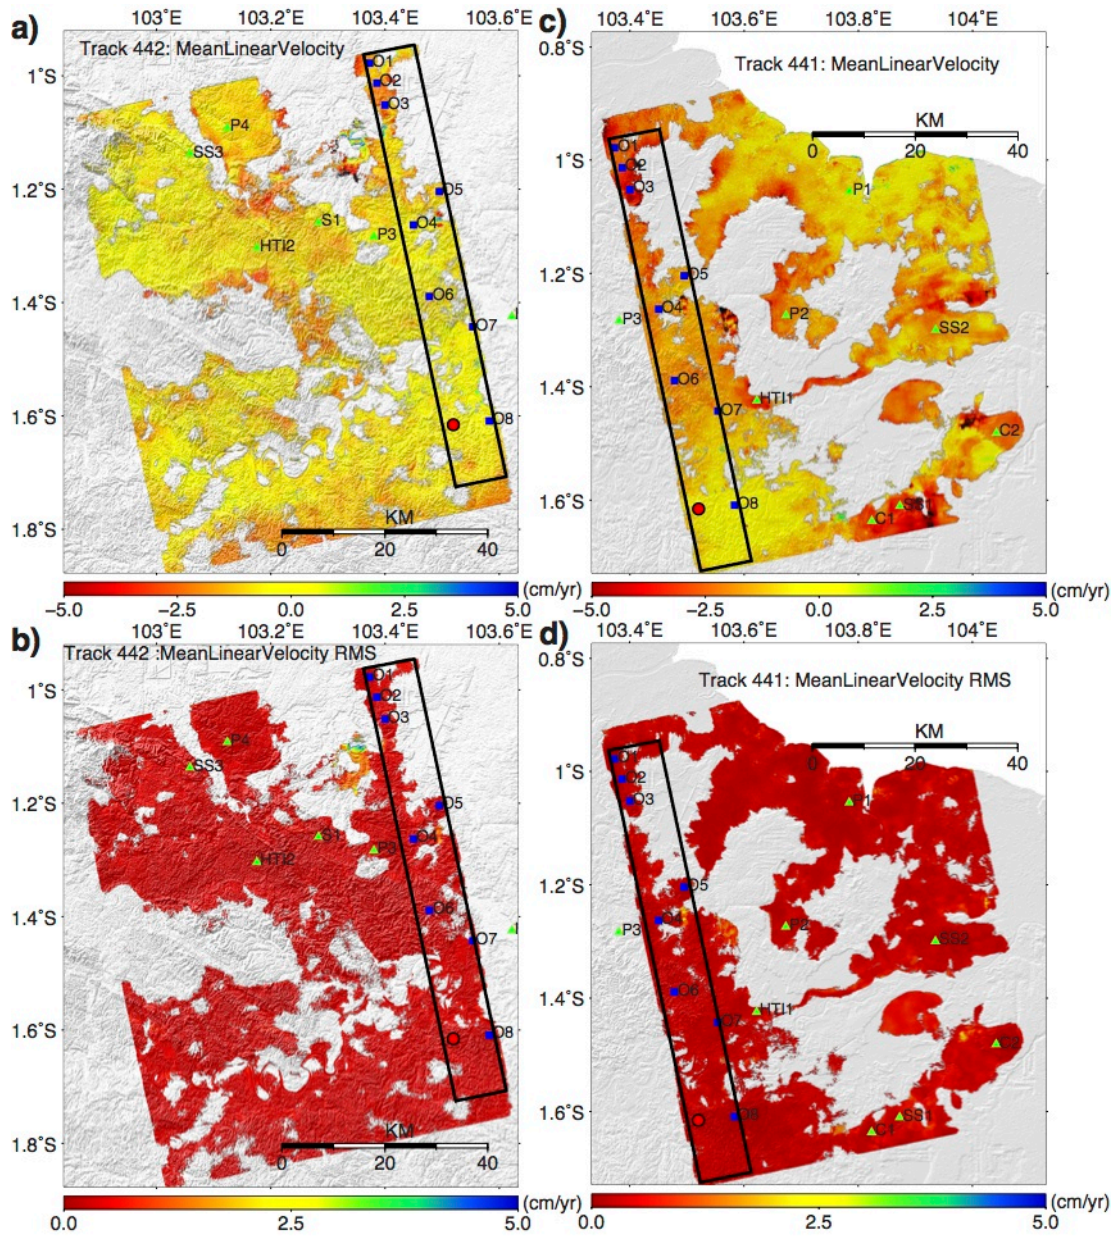 a)
103°E 103.2°E 103.4°E 103.6°E
Track 442: MeanLinearVelocity
1°S
1.2°S
1.4°S
1.6°S
1.8°S
O1
O2
O3
P4
SS3
O5
S1
O4
P3
HTI2
O6
O7
O8
KM
0 20 40
−5.0 −2.5 0.0 2.5 5.0 (cm/yr)
c)
103.4°E 103.6°E 103.8°E 104°E
0.8°S
Track 441: MeanLinearVelocity
KM
0 20 40
1°S
1.2°S
1.4°S
1.6°S
O1
O2
O3
P1
O5
O4
P3
P2
SS2
O6
HTI1
O7
C2
O8
SS1
C1
−5.0 −2.5 0.0 2.5 5.0 (cm/yr)
b)
103°E 103.2°E 103.4°E 103.6°E
Track 442 :MeanLinearVelocity RMS
1°S
1.2°S
1.4°S
1.6°S
1.8°S
O1
O2
O3
P4
SS3
O5
S1
O4
P3
HTI2
O6
O7
O8
KM
0 20 40
0.0 2.5 5.0 (cm/yr)
d)
103.4°E 103.6°E 103.8°E 104°E
0.8°S
Track 441: MeanLinearVelocity RMS
KM
0 20 40
1°S
1.2°S
1.4°S
1.6°S
O1
O2
O3
P1
O5
O4
P3
P2
SS2
O6
HTI1
O7
C2
O8
SS1
C1
0.0 2.5 5.0 (cm/yr)